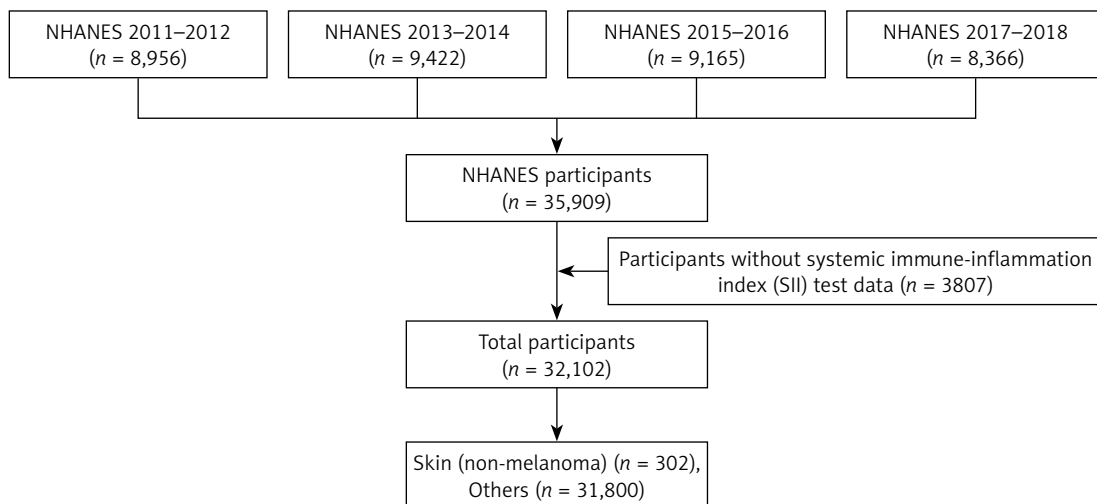 NHANES 2011–2012
(n = 8,956)
NHANES 2013–2014
(n = 9,422)
NHANES 2015–2016
(n = 9,165)
NHANES 2017–2018
(n = 8,366)
NHANES participants
(n = 35,909)
Participants without systemic immune-inflammation
index (SII) test data (n = 3807)
Total participants
(n = 32,102)
Skin (non-melanoma) (n = 302),
Others (n = 31,800)